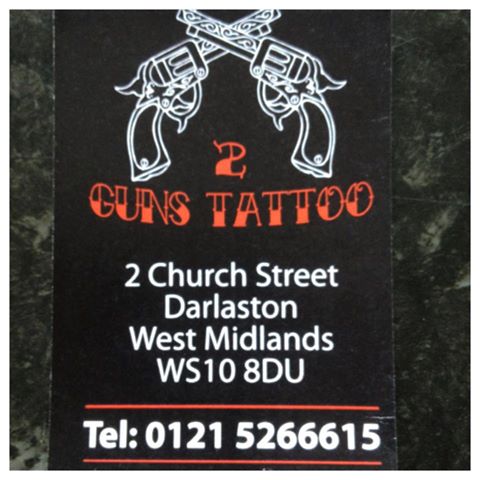 2
GUNS TATTOO
2 Church Street
Darlaston
West Midlands
WS10 8DU
Tel: 0121 5266615